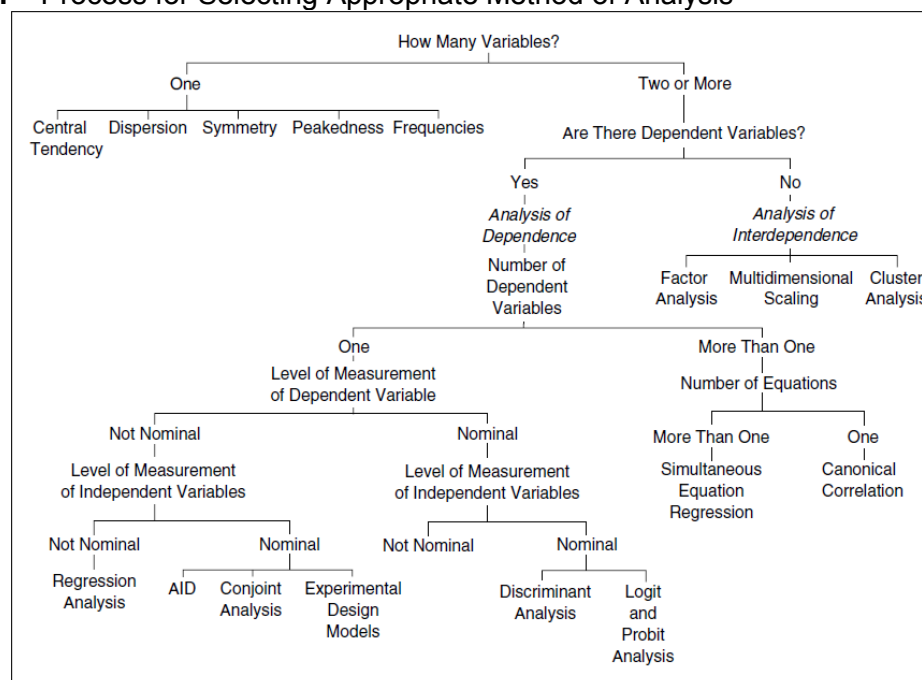 Process for Selecting Appropriate Method of Analysis
How Many Variables?
One
Two or More
Central Tendency
Dispersion
Symmetry
Peakedness
Frequencies
Are There Dependent Variables?
Yes
No
Analysis of
Dependence
Analysis of
Interdependence
Number of
Dependent
Variables
Factor
Analysis
Multidimensional
Scaling
Cluster
Analysis
One
More Than One
Level of Measurement
of Dependent Variable
Number of Equations
Not Nominal
Nominal
More Than One
One
Level of Measurement
of Independent Variables
Level of Measurement
of Independent Variables
Simultaneous
Equation
Regression
Canonical
Correlation
Not Nominal
Nominal
Not Nominal
Nominal
Regression
Analysis
AID
Conjoint
Analysis
Experimental
Design
Models
Discriminant
Analysis
Logit
and
Probit
Analysis